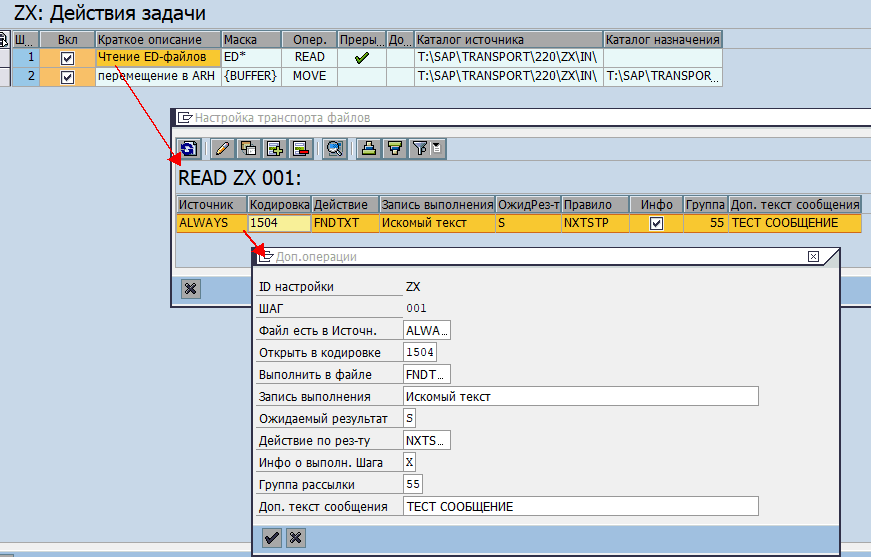 ZX: Действия задачи
Ш.. Вкл Краткое описание Маска Опер. Преры.. До.. Каталог источника Каталог назначения
1 Чтение ED-файлов ED* READ T:\SAP\TRANSPORT\220\ZX\IN\
2 перемещение в ARH {BUFFER} MOVE T:\SAP\TRANSPORT\220\ZX\IN\ T:\SAP\TRANSPOR...
Настройка транспорта файлов
READ ZX 001:
Источник Кодировка Действие Запись выполнения ОжидРез-т Правило Инфо Группа Доп. текст сообщения
ALWAYS 1504 FNDTXT Искомый текст S NXTSTP 55 ТЕСТ СООБЩЕНИЕ
Доп.операции
ID настройки ZX
ШАГ 001
Файл есть в Источн. ALWA...
Открыть в кодировке 1504
Выполнить в файле FNDT...
Запись выполнения Искомый текст
Ожидаемый результат S
Действие по рез-ту NXTS...
Инфо о выполн. Шага X
Группа рассылки 55
Доп. текст сообщения ТЕСТ СООБЩЕНИЕ